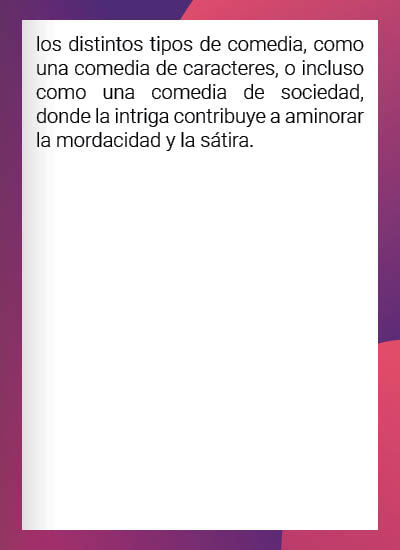 los distintos tipos de comedia, como
una comedia de caracteres, o incluso
como una comedia de sociedad,
donde la intriga contribuye a aminorar
la mordacidad y la sátira.